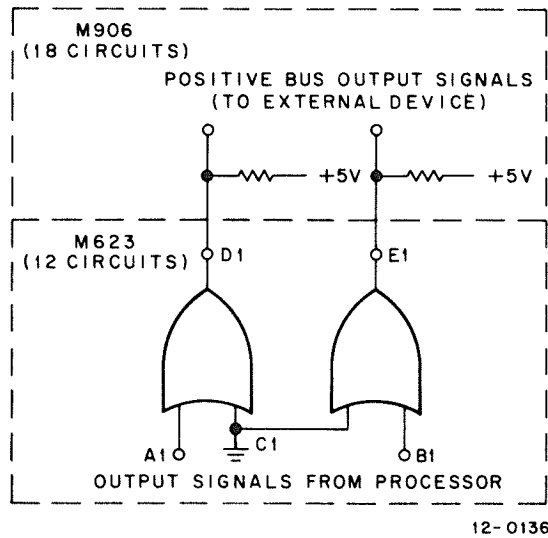 M906
(18 CIRCUITS)
POSITIVE BUS OUTPUT SIGNALS
(TO EXTERNAL DEVICE)
+5V
+5V
M623
(12 CIRCUITS)
D1
E1
A1
C1
B1
OUTPUT SIGNALS FROM PROCESSOR
12-0136